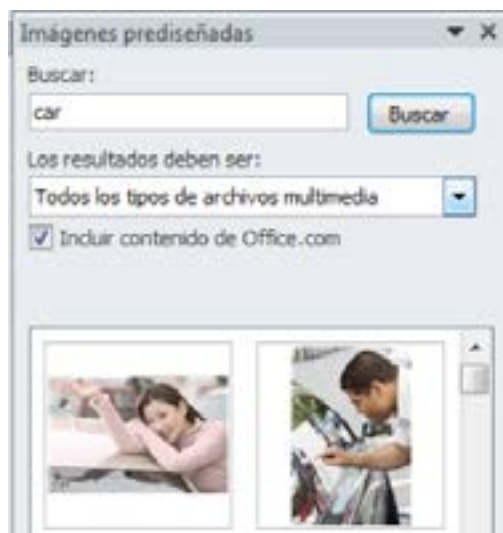 Imágenes prediseñadas
Buscar:
car
Buscar
Los resultados deben ser:
Todos los tipos de archivos multimedia
Incluir contenido de Office.com